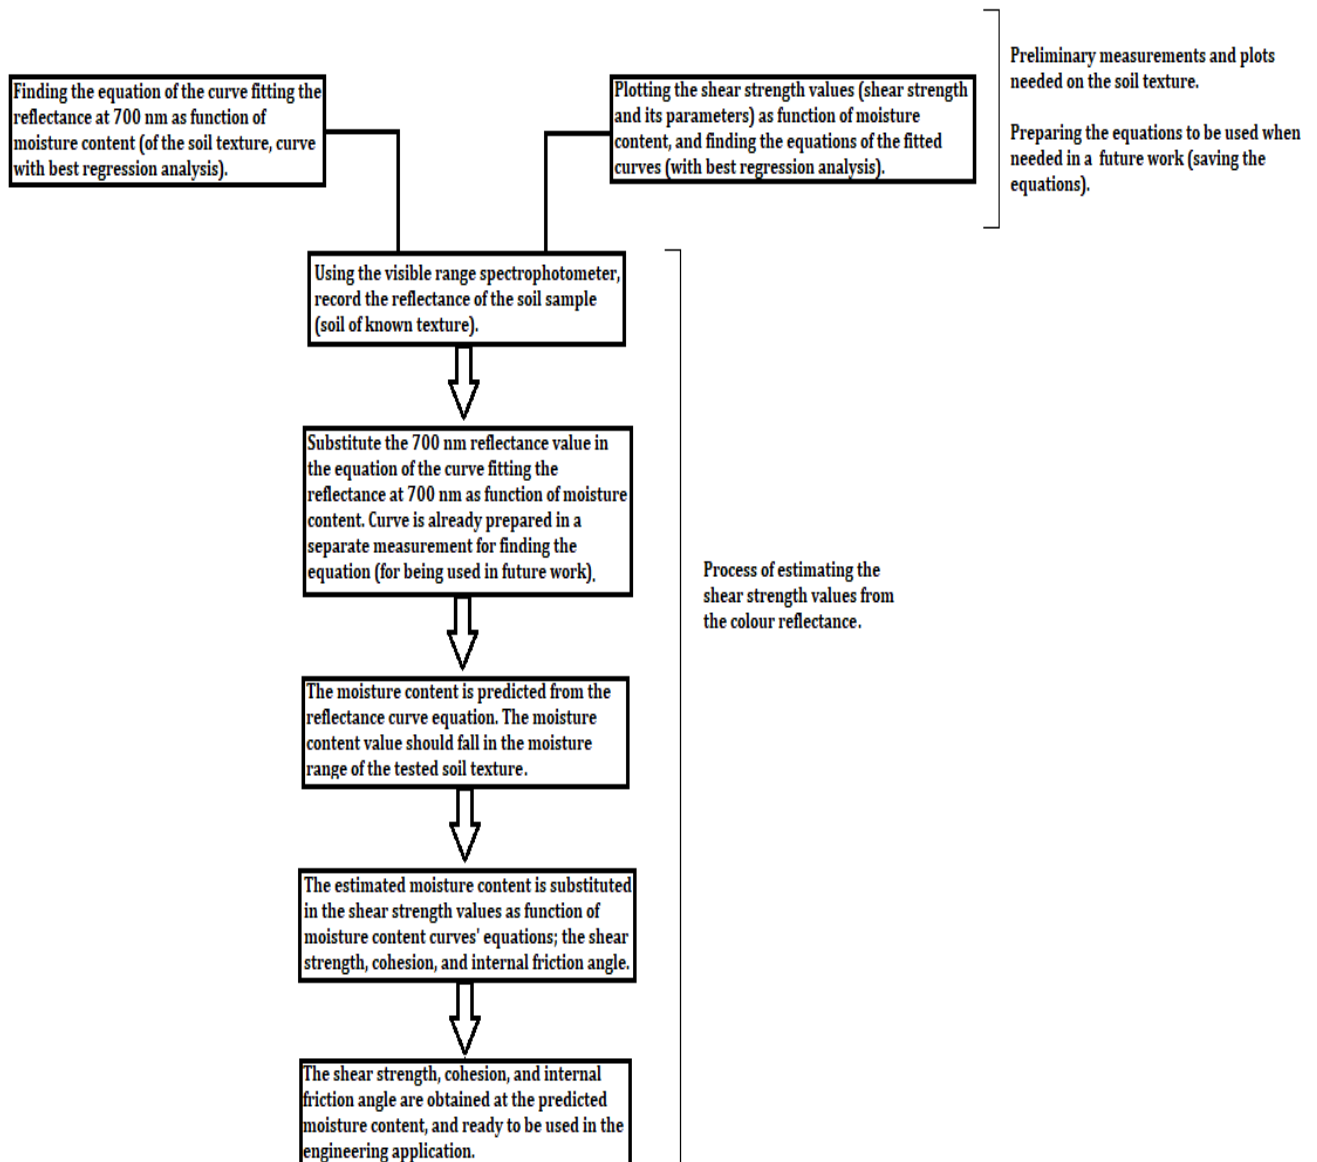 Finding the equation of the curve fitting the
reflectance at 700 nm as function of
moisture content (of the soil texture, curve
with best regression analysis).
Plotting the shear strength values (shear strength
and its parameters) as function of moisture
content, and finding the equations of the fitted
curves (with best regression analysis).
Preliminary measurements and plots
needed on the soil texture.
Preparing the equations to be used when
needed in a future work (saving the
equations).
Using the visible range spectrophotometer,
record the reflectance of the soil sample
(soil of known texture).
Substitute the 700 nm reflectance value in
the equation of the curve fitting the
reflectance at 700 nm as function of moisture
content. Curve is already prepared in a
separate measurement for finding the
equation (for being used in future work).
Process of estimating the
shear strength values from
the colour reflectance.
The moisture content is predicted from the
reflectance curve equation. The moisture
content value should fall in the moisture
range of the tested soil texture.
The estimated moisture content is substituted
in the shear strength values as function of
moisture content curves' equations; the shear
strength, cohesion, and internal friction angle.
The shear strength, cohesion, and internal
friction angle are obtained at the predicted
moisture content, and ready to be used in the
engineering application.